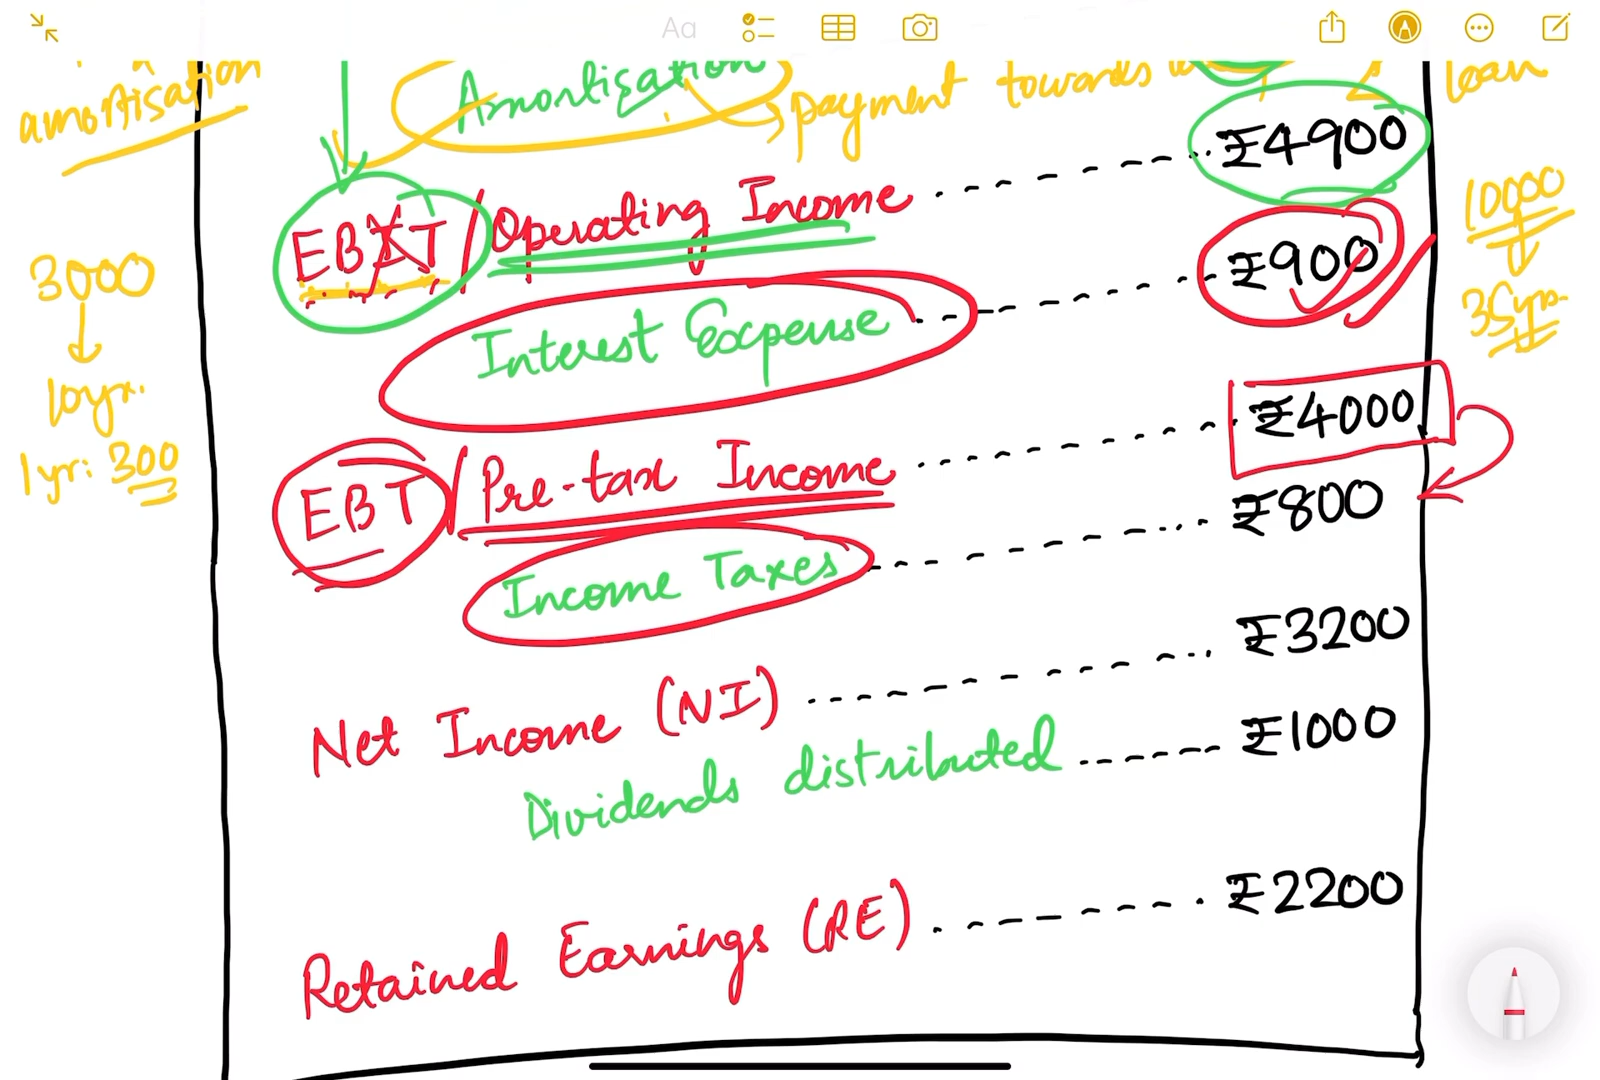 Aa
amortisation
Amortisation
payment towards
loan
EBIT / Operating Income ₹4900
Interest Expense ₹900
10000
35yrs.
3000
10yr.
1yr: 300
EBT / Pre-tax Income ₹4000
Income Taxes ₹800
Net Income (NI) ₹3200
Dividends distributed ₹1000
Retained Earnings (RE) ₹2200